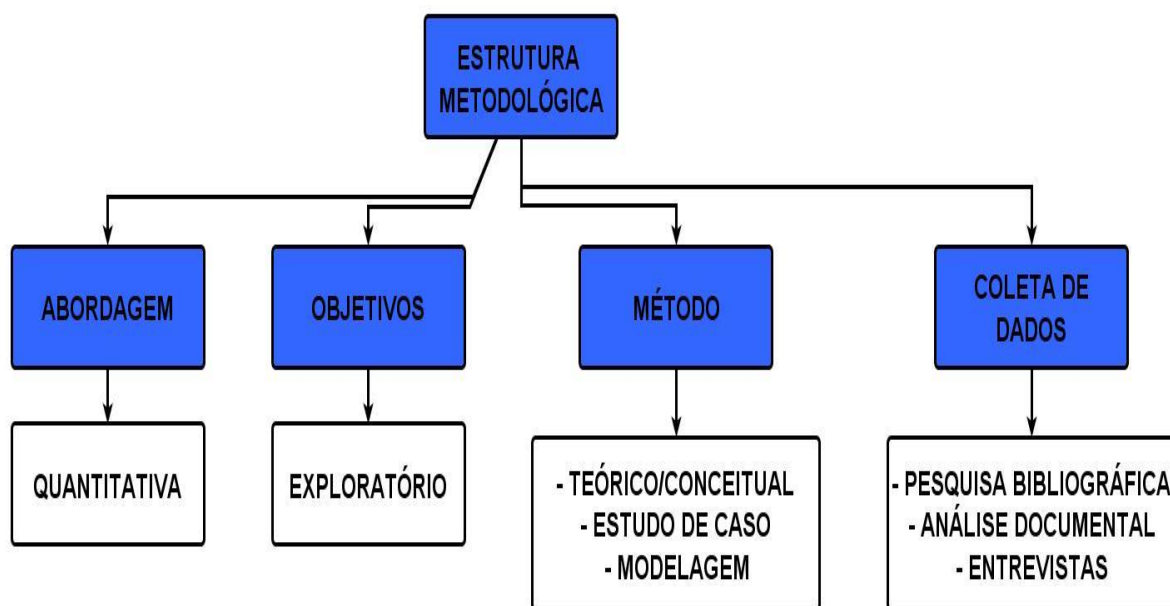 ESTRUTURA
METODOLÓGICA
ABORDAGEM
OBJETIVOS
MÉTODO
COLETA DE
DADOS
QUANTITATIVA
EXPLORATÓRIO
- TEÓRICO/CONCEITUAL
- ESTUDO DE CASO
- MODELAGEM
- PESQUISA BIBLIOGRÁFICA
- ANÁLISE DOCUMENTAL
- ENTREVISTAS